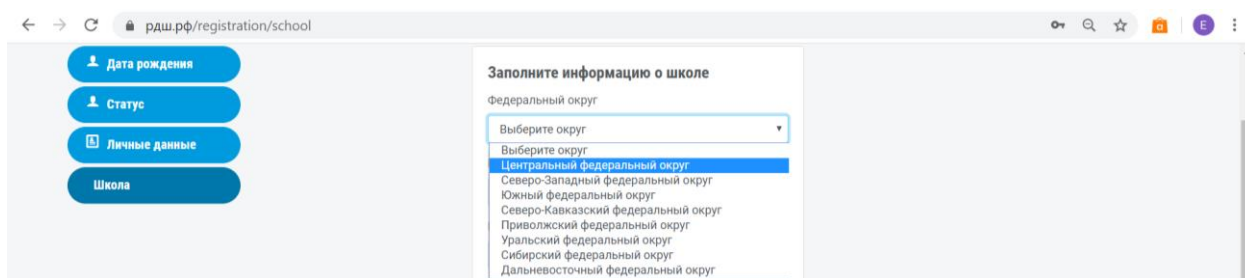 рдш.рф/registration/school
E
Дата рождения
Статус
Личные данные
Школа
Заполните информацию о школе
Федеральный округ
Выберите округ
Выберите округ
Центральный федеральный округ
Северо-Западный федеральный округ
Южный федеральный округ
Северо-Кавказский федеральный округ
Приволжский федеральный округ
Уральский федеральный округ
Сибирский федеральный округ
Дальневосточный федеральный округ